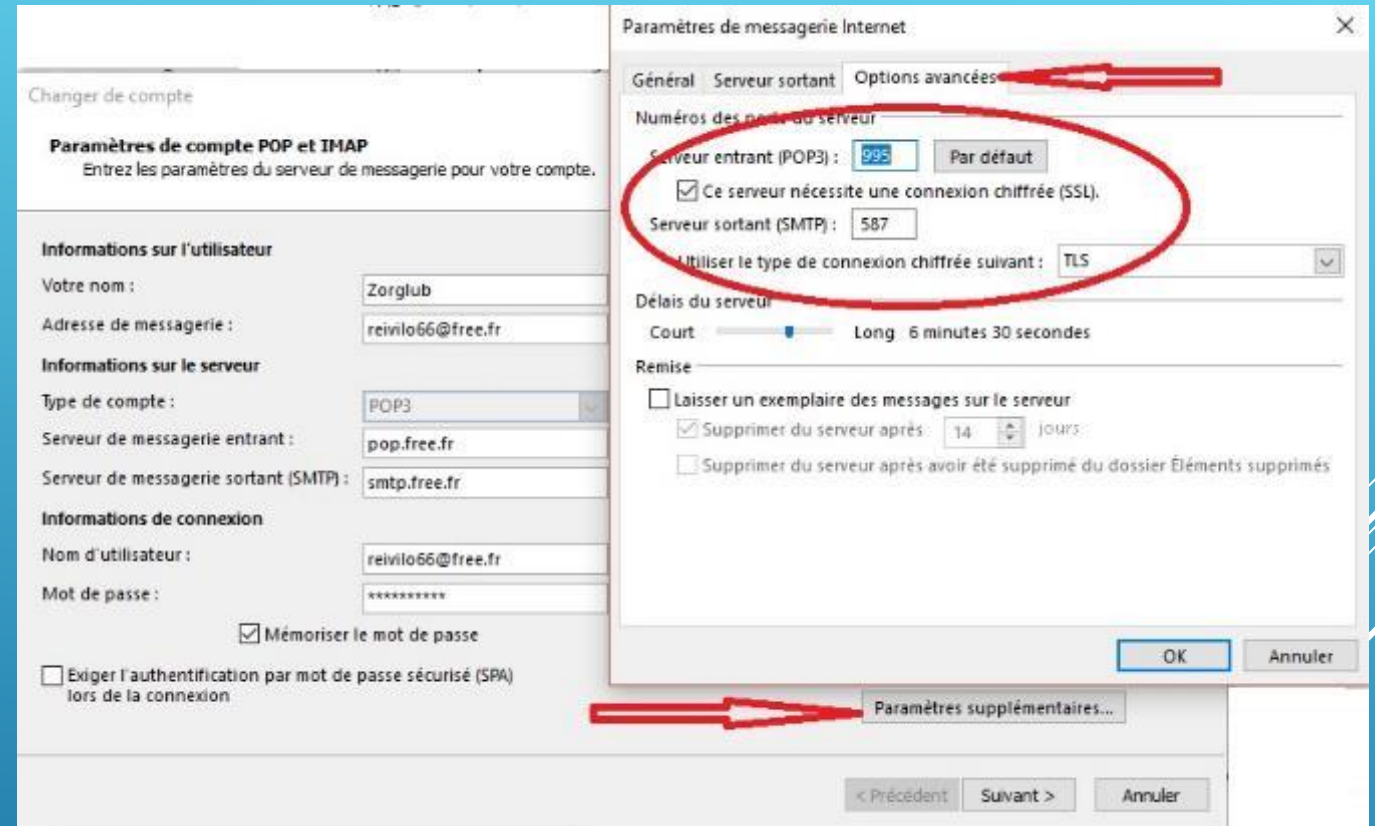 Changer de compte
Paramètres de compte POP et IMAP
Entrez les paramètres du serveur de messagerie pour votre compte.
Informations sur l'utilisateur
Votre nom :
Zorglub
Adresse de messagerie :
reivilo66@free.fr
Informations sur le serveur
Type de compte :
POP3
Serveur de messagerie entrant :
pop.free.fr
Serveur de messagerie sortant (SMTP) :
smtp.free.fr
Informations de connexion
Nom d'utilisateur :
reivilo66@free.fr
Mot de passe :
**********
Mémoriser le mot de passe
Exiger l'authentification par mot de passe sécurisé (SPA)
lors de la connexion
Paramètres supplémentaires...
< Précédent
Suivant >
Annuler
Paramètres de messagerie Internet
Général
Serveur sortant
Options avancées
Numéros des ports du serveur
Serveur entrant (POP3) :
995
Par défaut
Ce serveur nécessite une connexion chiffrée (SSL).
Serveur sortant (SMTP) :
587
Utiliser le type de connexion chiffrée suivant :
TLS
Délais du serveur
Court
Long
6 minutes 30 secondes
Remise
Laisser un exemplaire des messages sur le serveur
Supprimer du serveur après
14
jours
Supprimer du serveur après avoir été supprimé du dossier Éléments supprimés
OK
Annuler